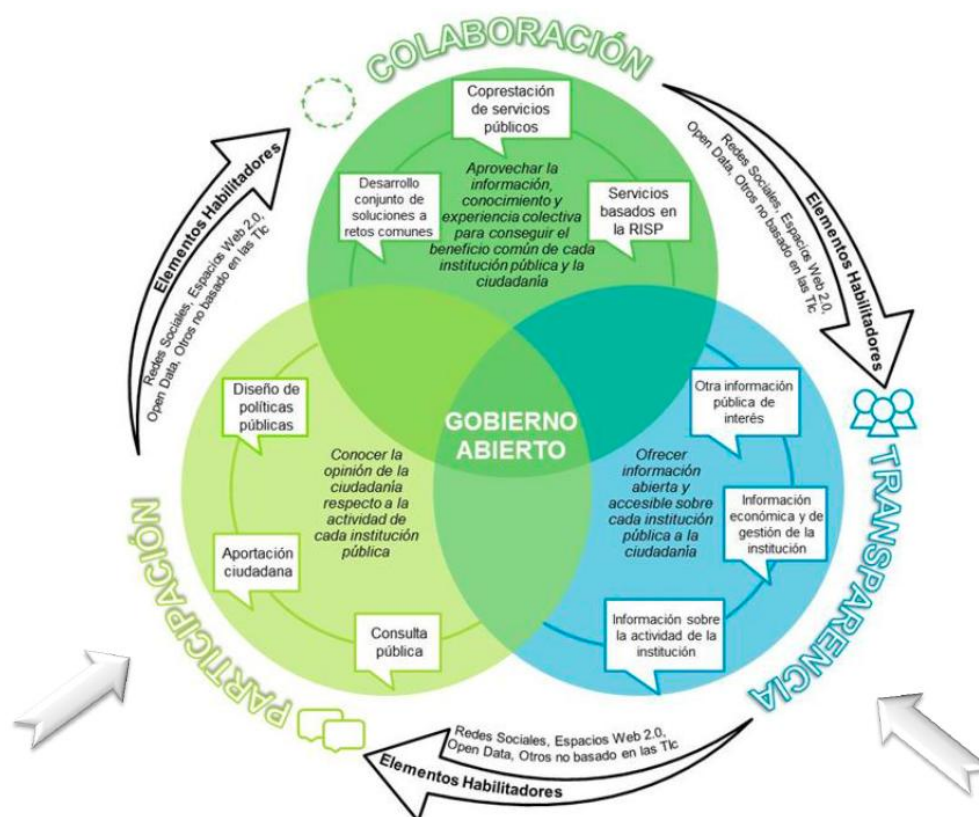 COLABORACIÓN
Coprestación
de servicios
públicos
Desarrollo
conjunto de
soluciones a
retos comunes
Aprovechar la
información,
conocimiento y
experiencia colectiva
para conseguir el
beneficio común de cada
institución pública y la
ciudadanía
Servicios
basados en
la RISP
Elementos Habilitadores
Redes Sociales, Espacios Web 2.0,
Open Data, Otros no basado en las TIc
Elementos Habilitadores
Redes Sociales, Espacios Web 2.0,
Open Data, Otros no basado en las TIc
GOBIERNO
ABIERTO
Diseño de
políticas
públicas
Conocer la
opinión de la
ciudadanía
respecto a la
actividad de
cada institución
pública
Aportación
ciudadana
Consulta
pública
PARTICIPACIÓN
Otra información
pública de
interés
Ofrecer
información
abierta y
accesible sobre
cada institución
pública a la
ciudadanía
Información
económica y de
gestión de la
institución
Información sobre
la actividad de la
institución
TRANSPARENCIA
Redes Sociales, Espacios Web 2.0,
Open Data, Otros no basado en las TIc
Elementos Habilitadores